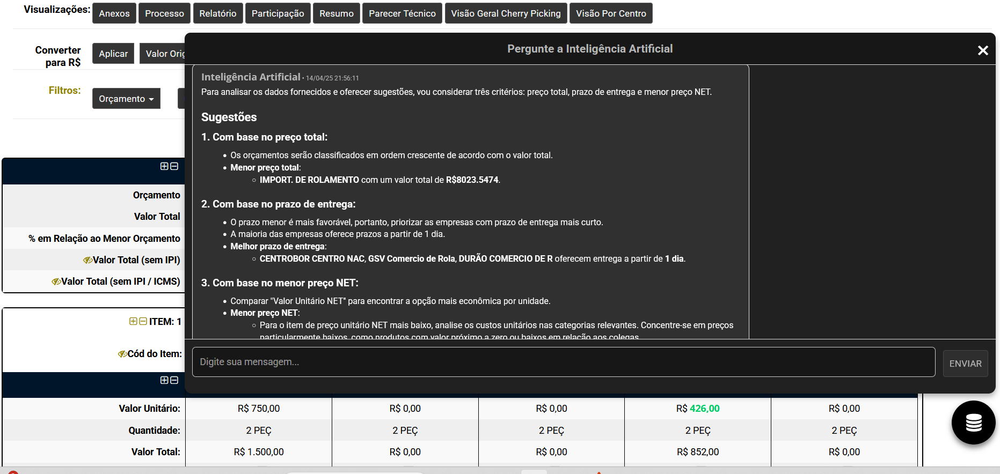 Visualizações: Anexos Processo Relatório Participação Resumo Parecer Técnico Visão Geral Cherry Picking Visão Por Centro
Converter
para R$
Aplicar Valor Orig
Filtros:
Orçamento
Pergunte a Inteligência Artificial
Inteligência Artificial • 14/04/25 21:56:11
Para analisar os dados fornecidos e oferecer sugestões, vou considerar três critérios: preço total, prazo de entrega e menor preço NET.
Sugestões
1. Com base no preço total:
• Os orçamentos serão classificados em ordem crescente de acordo com o valor total.
• Menor preço total:
○ IMPORT. DE ROLAMENTO com um valor total de R$8023.5474.
2. Com base no prazo de entrega:
• O prazo menor é mais favorável, portanto, priorizar as empresas com prazo de entrega mais curto.
• A maioria das empresas oferece prazos a partir de 1 dia.
• Melhor prazo de entrega:
○ CENTROBOR CENTRO NAC, GSV Comercio de Rola, DURÃO COMERCIO DE R oferecem entrega a partir de 1 dia.
3. Com base no menor preço NET:
• Comparar "Valor Unitário NET" para encontrar a opção mais econômica por unidade.
• Menor preço NET:
○ Para o item de preço unitário NET mais baixo, analise os custos unitários nas categorias relevantes. Concentre-se em preços
particularmente baixos, como produtos com valor próximo a zero ou baixos em relação aos colegas.
Digite sua mensagem...
ENVIAR
Orçamento
Valor Total
% em Relação ao Menor Orçamento
Valor Total (sem IPI)
Valor Total (sem IPI / ICMS)
ITEM: 1
Cód do Item:
Valor Unitário: R$ 750,00 R$ 0,00 R$ 0,00 R$ 426,00 R$ 0,00
Quantidade: 2 PEÇ 2 PEÇ 2 PEÇ 2 PEÇ 2 PEÇ
Valor Total: R$ 1.500,00 R$ 0,00 R$ 0,00 R$ 852,00 R$ 0,00